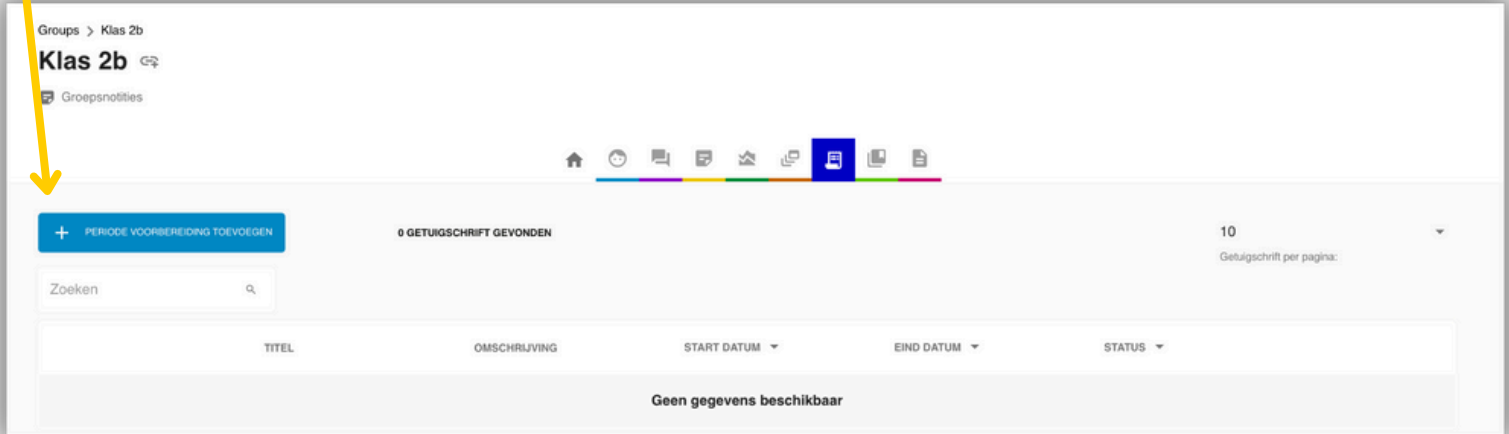 Groups > Klas 2b
Klas 2b
Groepsnotities
+ PERIODE VOORBEREIDING TOEVOEGEN
0 GETUIGSCHRIFT GEVONDEN
10
Getuigschrift per pagina:
Zoeken
TITEL OMSCHRIJVING START DATUM EIND DATUM STATUS
Geen gegevens beschikbaar